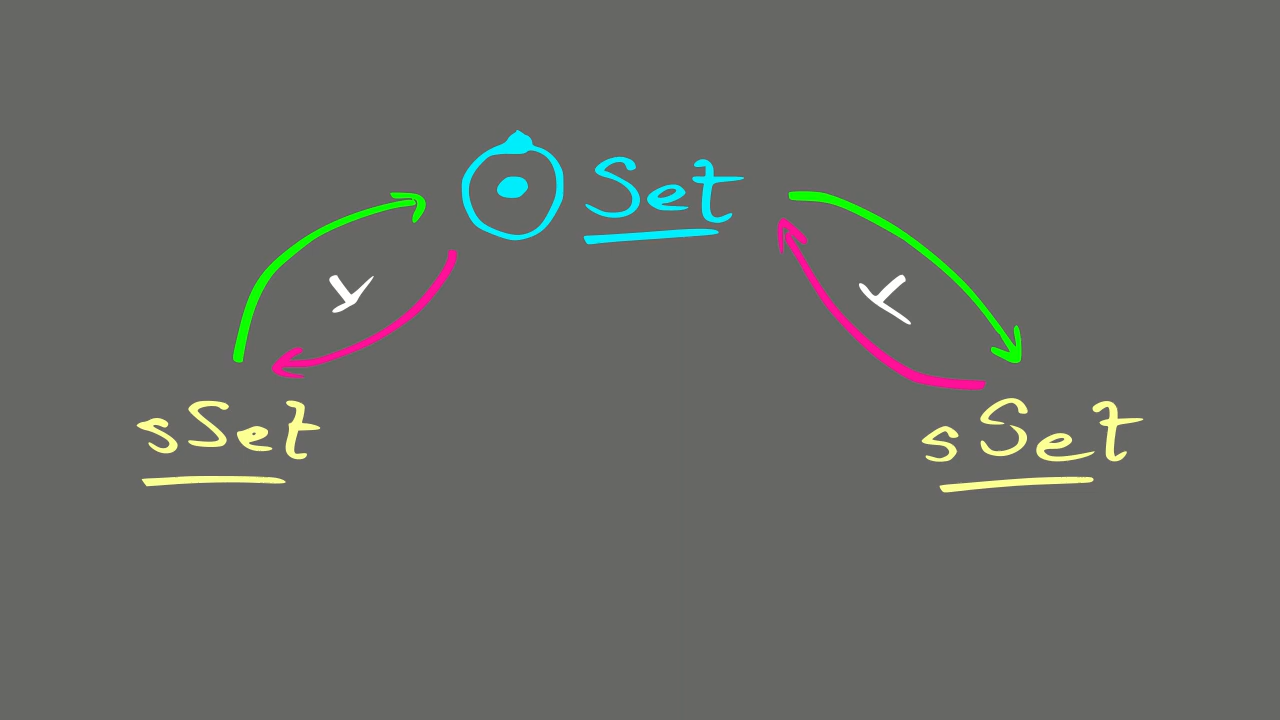 ⊙ Set
⊣ ⊣
sSet sSet